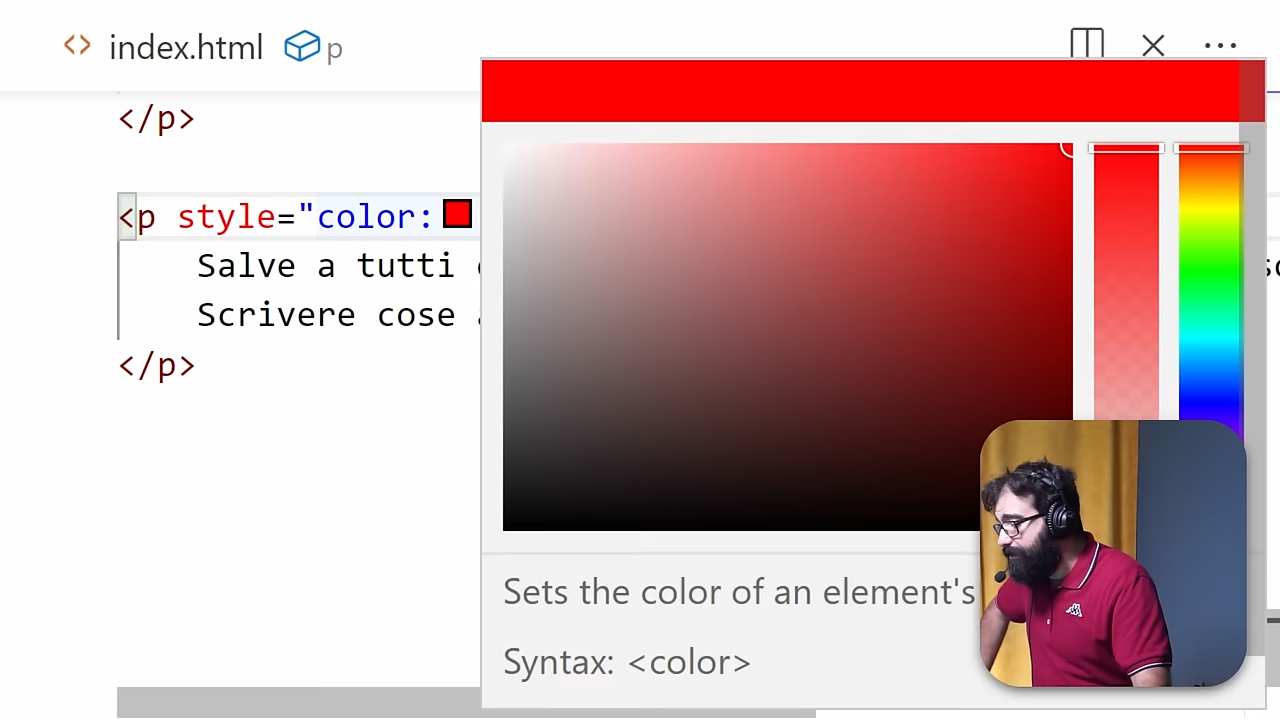 index.html p
</p>
<p style="color:
Salve a tutti
Scrivere cose
</p>
Sets the color of an element's
Syntax: <color>